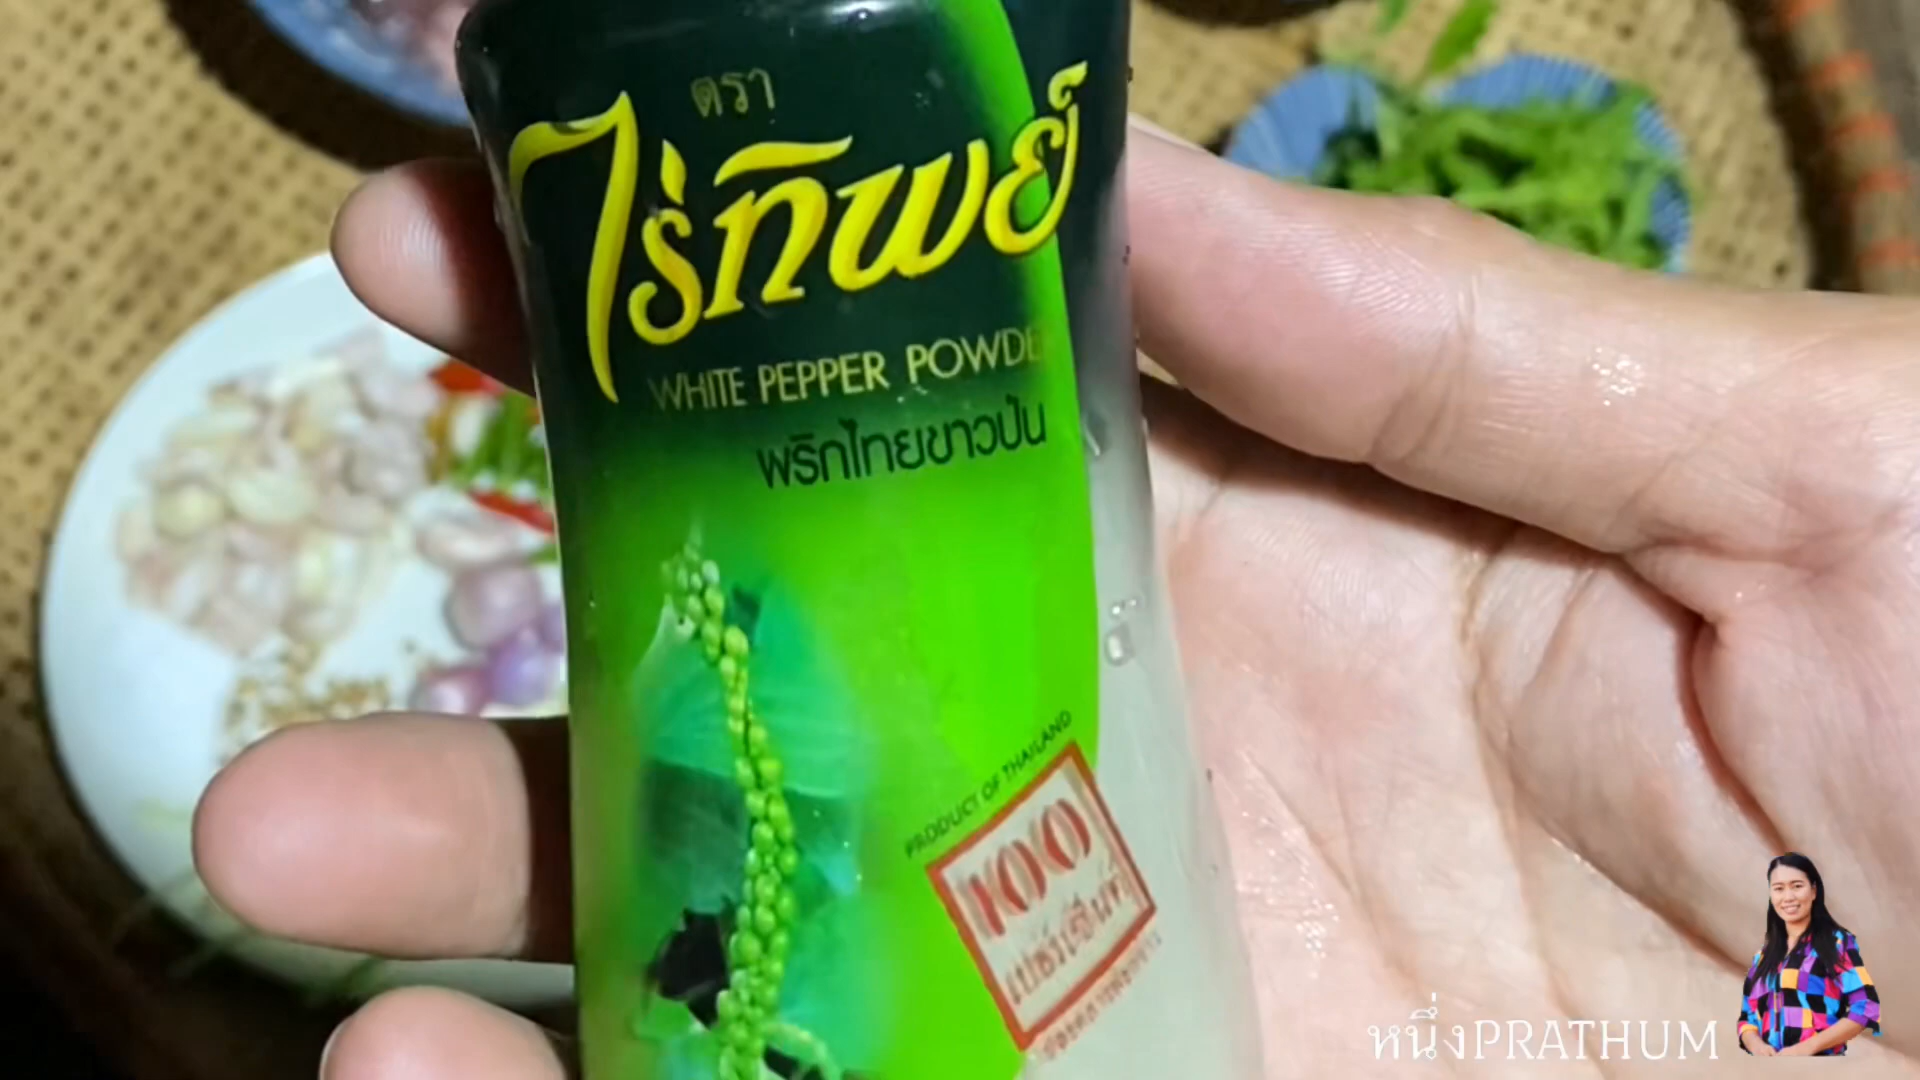 ตรา
ไร่ทิพย์
WHITE PEPPER POWDE
พริกไทยขาวป่น
PRODUCT OF THAILAND
100
เปอร์เซ็นต์
หนึ่งPRATHUM